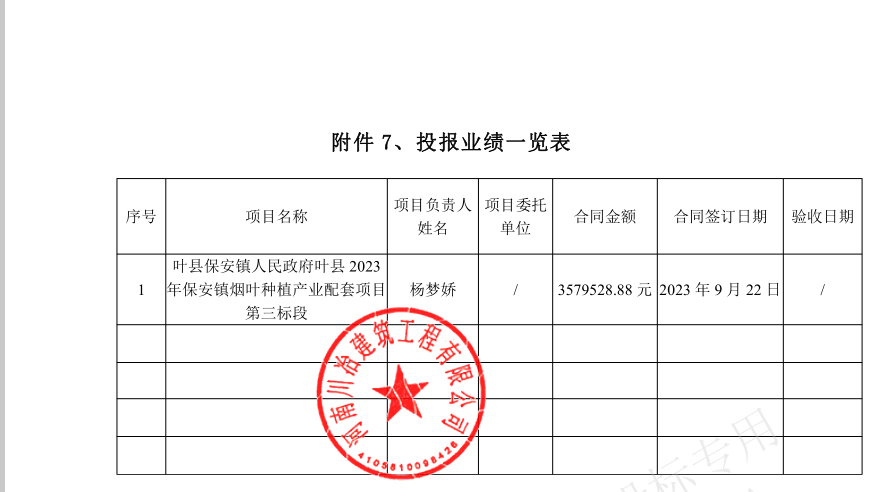 附件 7、投报业绩一览表
序号 项目名称 项目负责人 项目委托 合同金额 合同签订日期 验收日期
姓名 单位
叶县保安镇人民政府叶县 2023
1 年保安镇烟叶种植产业配套项目 杨梦娇 / 3579528.88 元 2023 年 9 月 22 日 /
第三标段
河南川冶建筑工程有限公司
4105810098426
投标专用